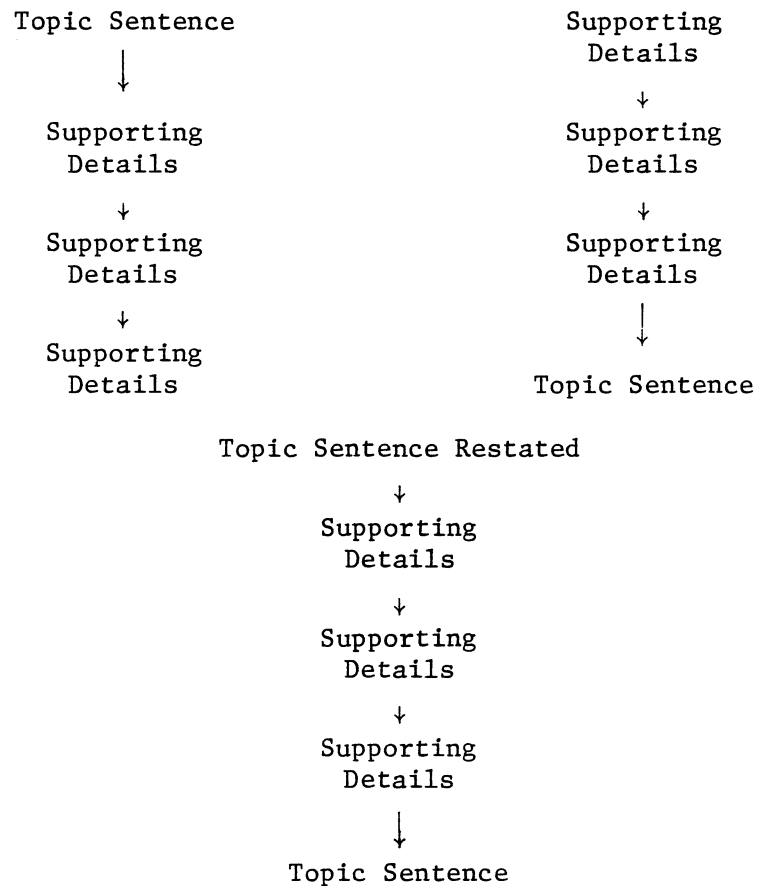 Topic Sentence
↓
Supporting
Details
↓
Supporting
Details
↓
Supporting
Details
Supporting
Details
↓
Supporting
Details
↓
Supporting
Details
↓
Topic Sentence
Topic Sentence Restated
↓
Supporting
Details
↓
Supporting
Details
↓
Supporting
Details
↓
Topic Sentence